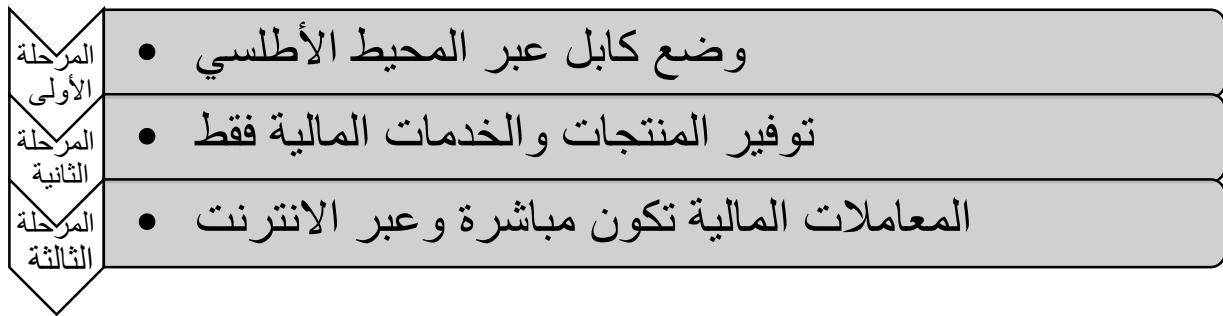 المرحلة
الأولى
• وضع كابل عبر المحيط الأطلسي
المرحلة
الثانية
• توفير المنتجات والخدمات المالية فقط
المرحلة
الثالثة
• المعاملات المالية تكون مباشرة وعبر الانترنت